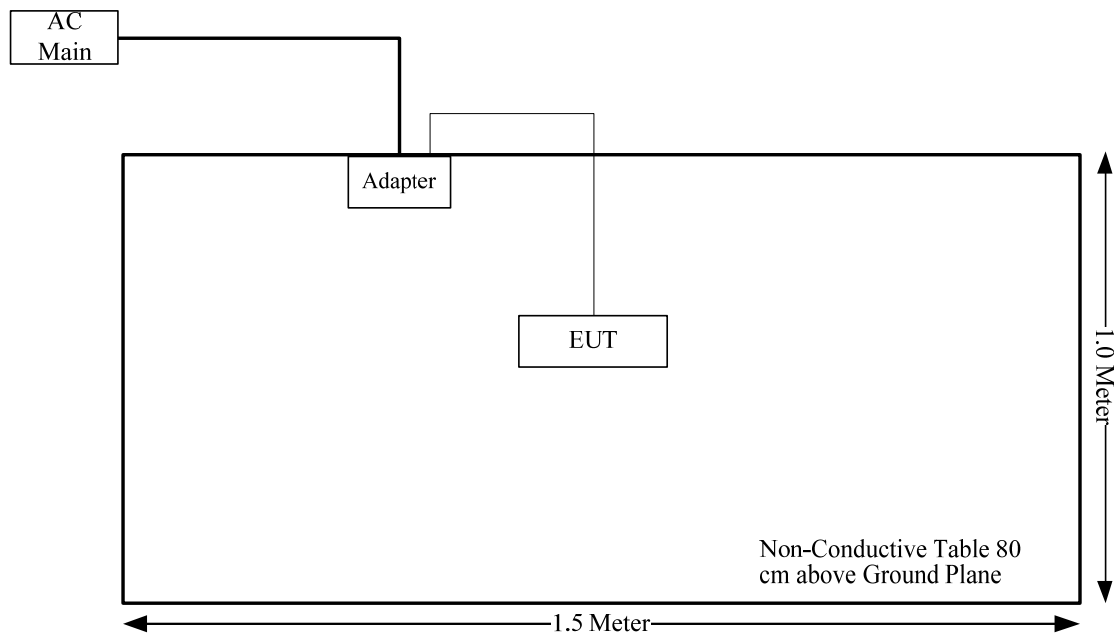 AC
Main
Adapter
EUT
1.0 Meter
Non-Conductive Table 80
cm above Ground Plane
1.5 Meter